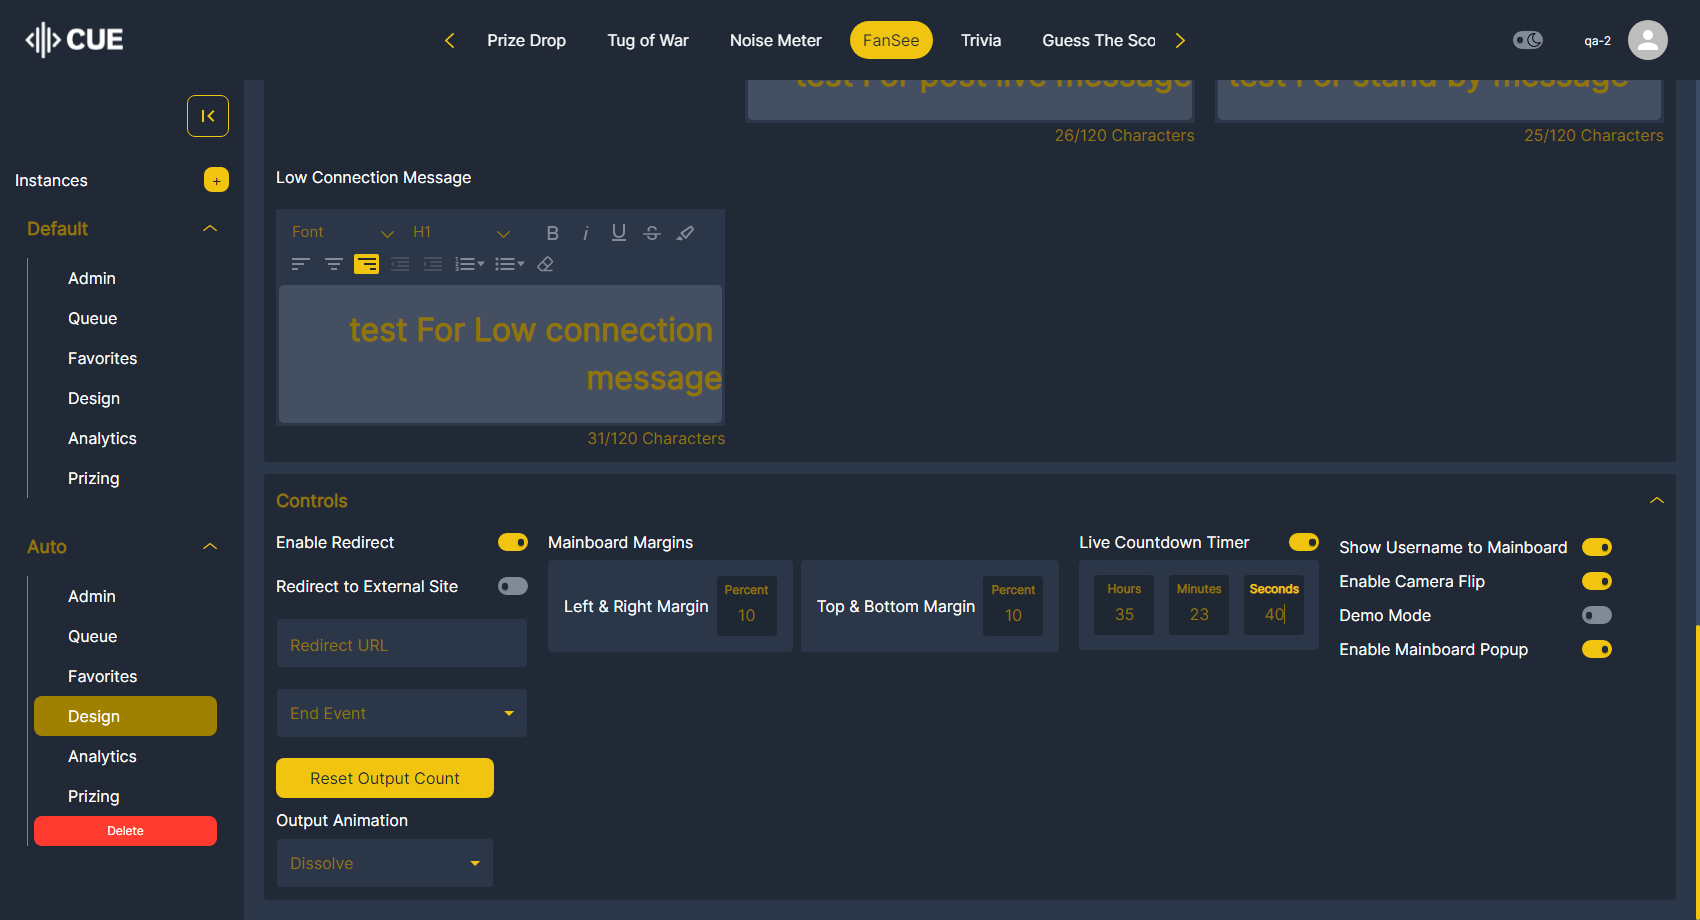 CUE
Prize Drop
Tug of War
Noise Meter
FanSee
Trivia
Guess The Sco
qa-2
Instances
+
Default
Admin
Queue
Favorites
Design
Analytics
Prizing
Auto
Admin
Queue
Favorites
Design
Analytics
Prizing
Delete
test For post live message
26/120 Characters
test For stand by message
25/120 Characters
Low Connection Message
Font
H1
B i U S
test For Low connection
message
31/120 Characters
Controls
Enable Redirect
Redirect to External Site
Redirect URL
End Event
Reset Output Count
Output Animation
Dissolve
Mainboard Margins
Left & Right Margin
Percent
10
Top & Bottom Margin
Percent
10
Live Countdown Timer
Hours
35
Minutes
23
Seconds
40
Show Username to Mainboard
Enable Camera Flip
Demo Mode
Enable Mainboard Popup